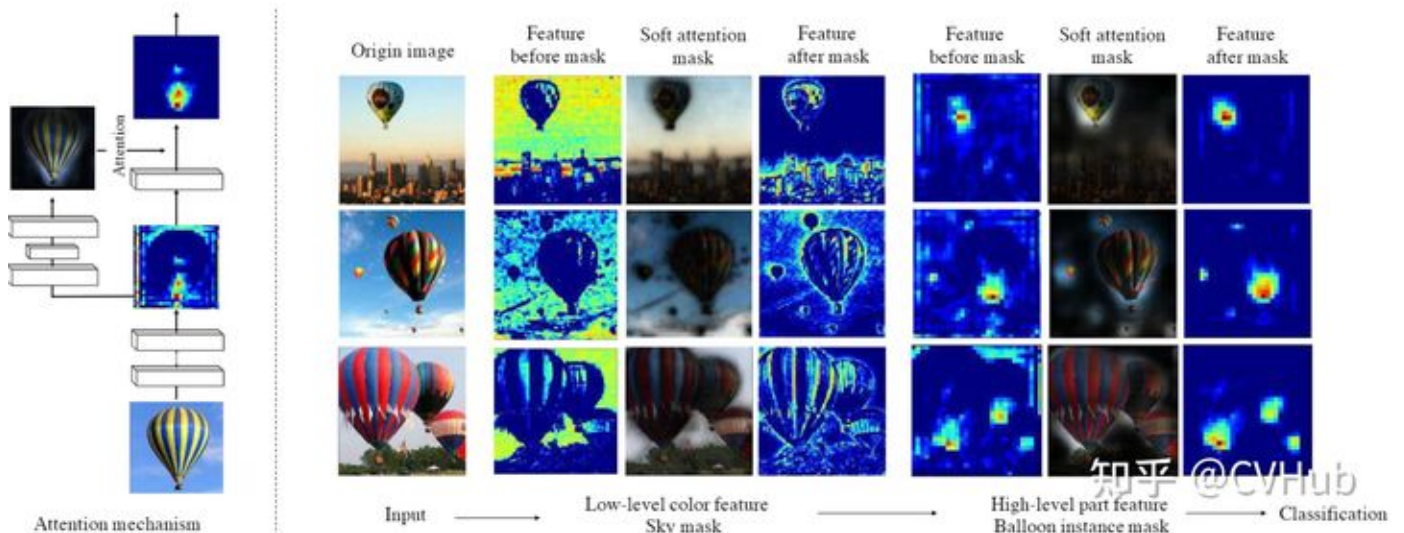 Attention
Attention mechanism
Origin image
Feature
before mask
Soft attention
mask
Feature
after mask
Feature
before mask
Soft attention
mask
Feature
after mask
Input
Low-level color feature
Sky mask
High-level part feature
Balloon instance mask
Classification
知乎 @CVHub